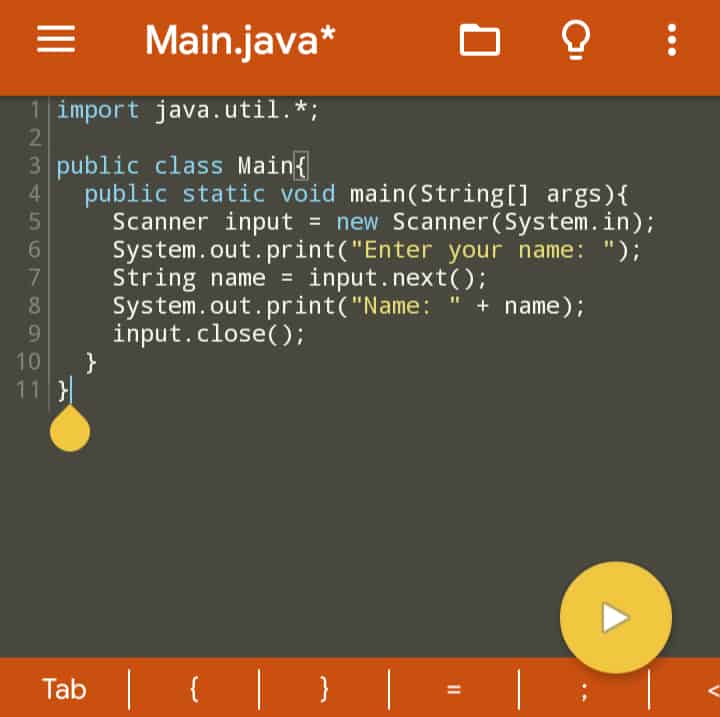 Main.java*
1 import java.util.*;
2
3 public class Main{
4   public static void main(String[] args){
5     Scanner input = new Scanner(System.in);
6     System.out.print("Enter your name: ");
7     String name = input.next();
8     System.out.print("Name: " + name);
9     input.close();
10   }
11 }
Tab | { | } | = | ; | <